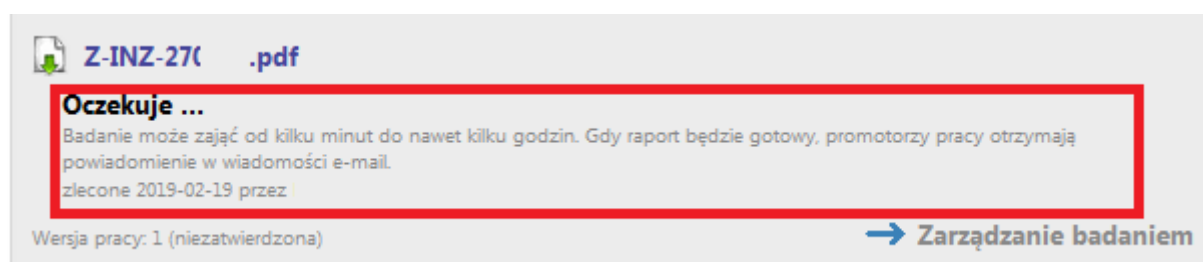 Z-INZ-27 .pdf
Oczekuje ...
Badanie może zająć od kilku minut do nawet kilku godzin. Gdy raport będzie gotowy, promotorzy pracy otrzymają
powiadomienie w wiadomości e-mail.
zlecone 2019-02-19 przez
Wersja pracy: 1 (niezatwierdzona)
Zarządzanie badaniem